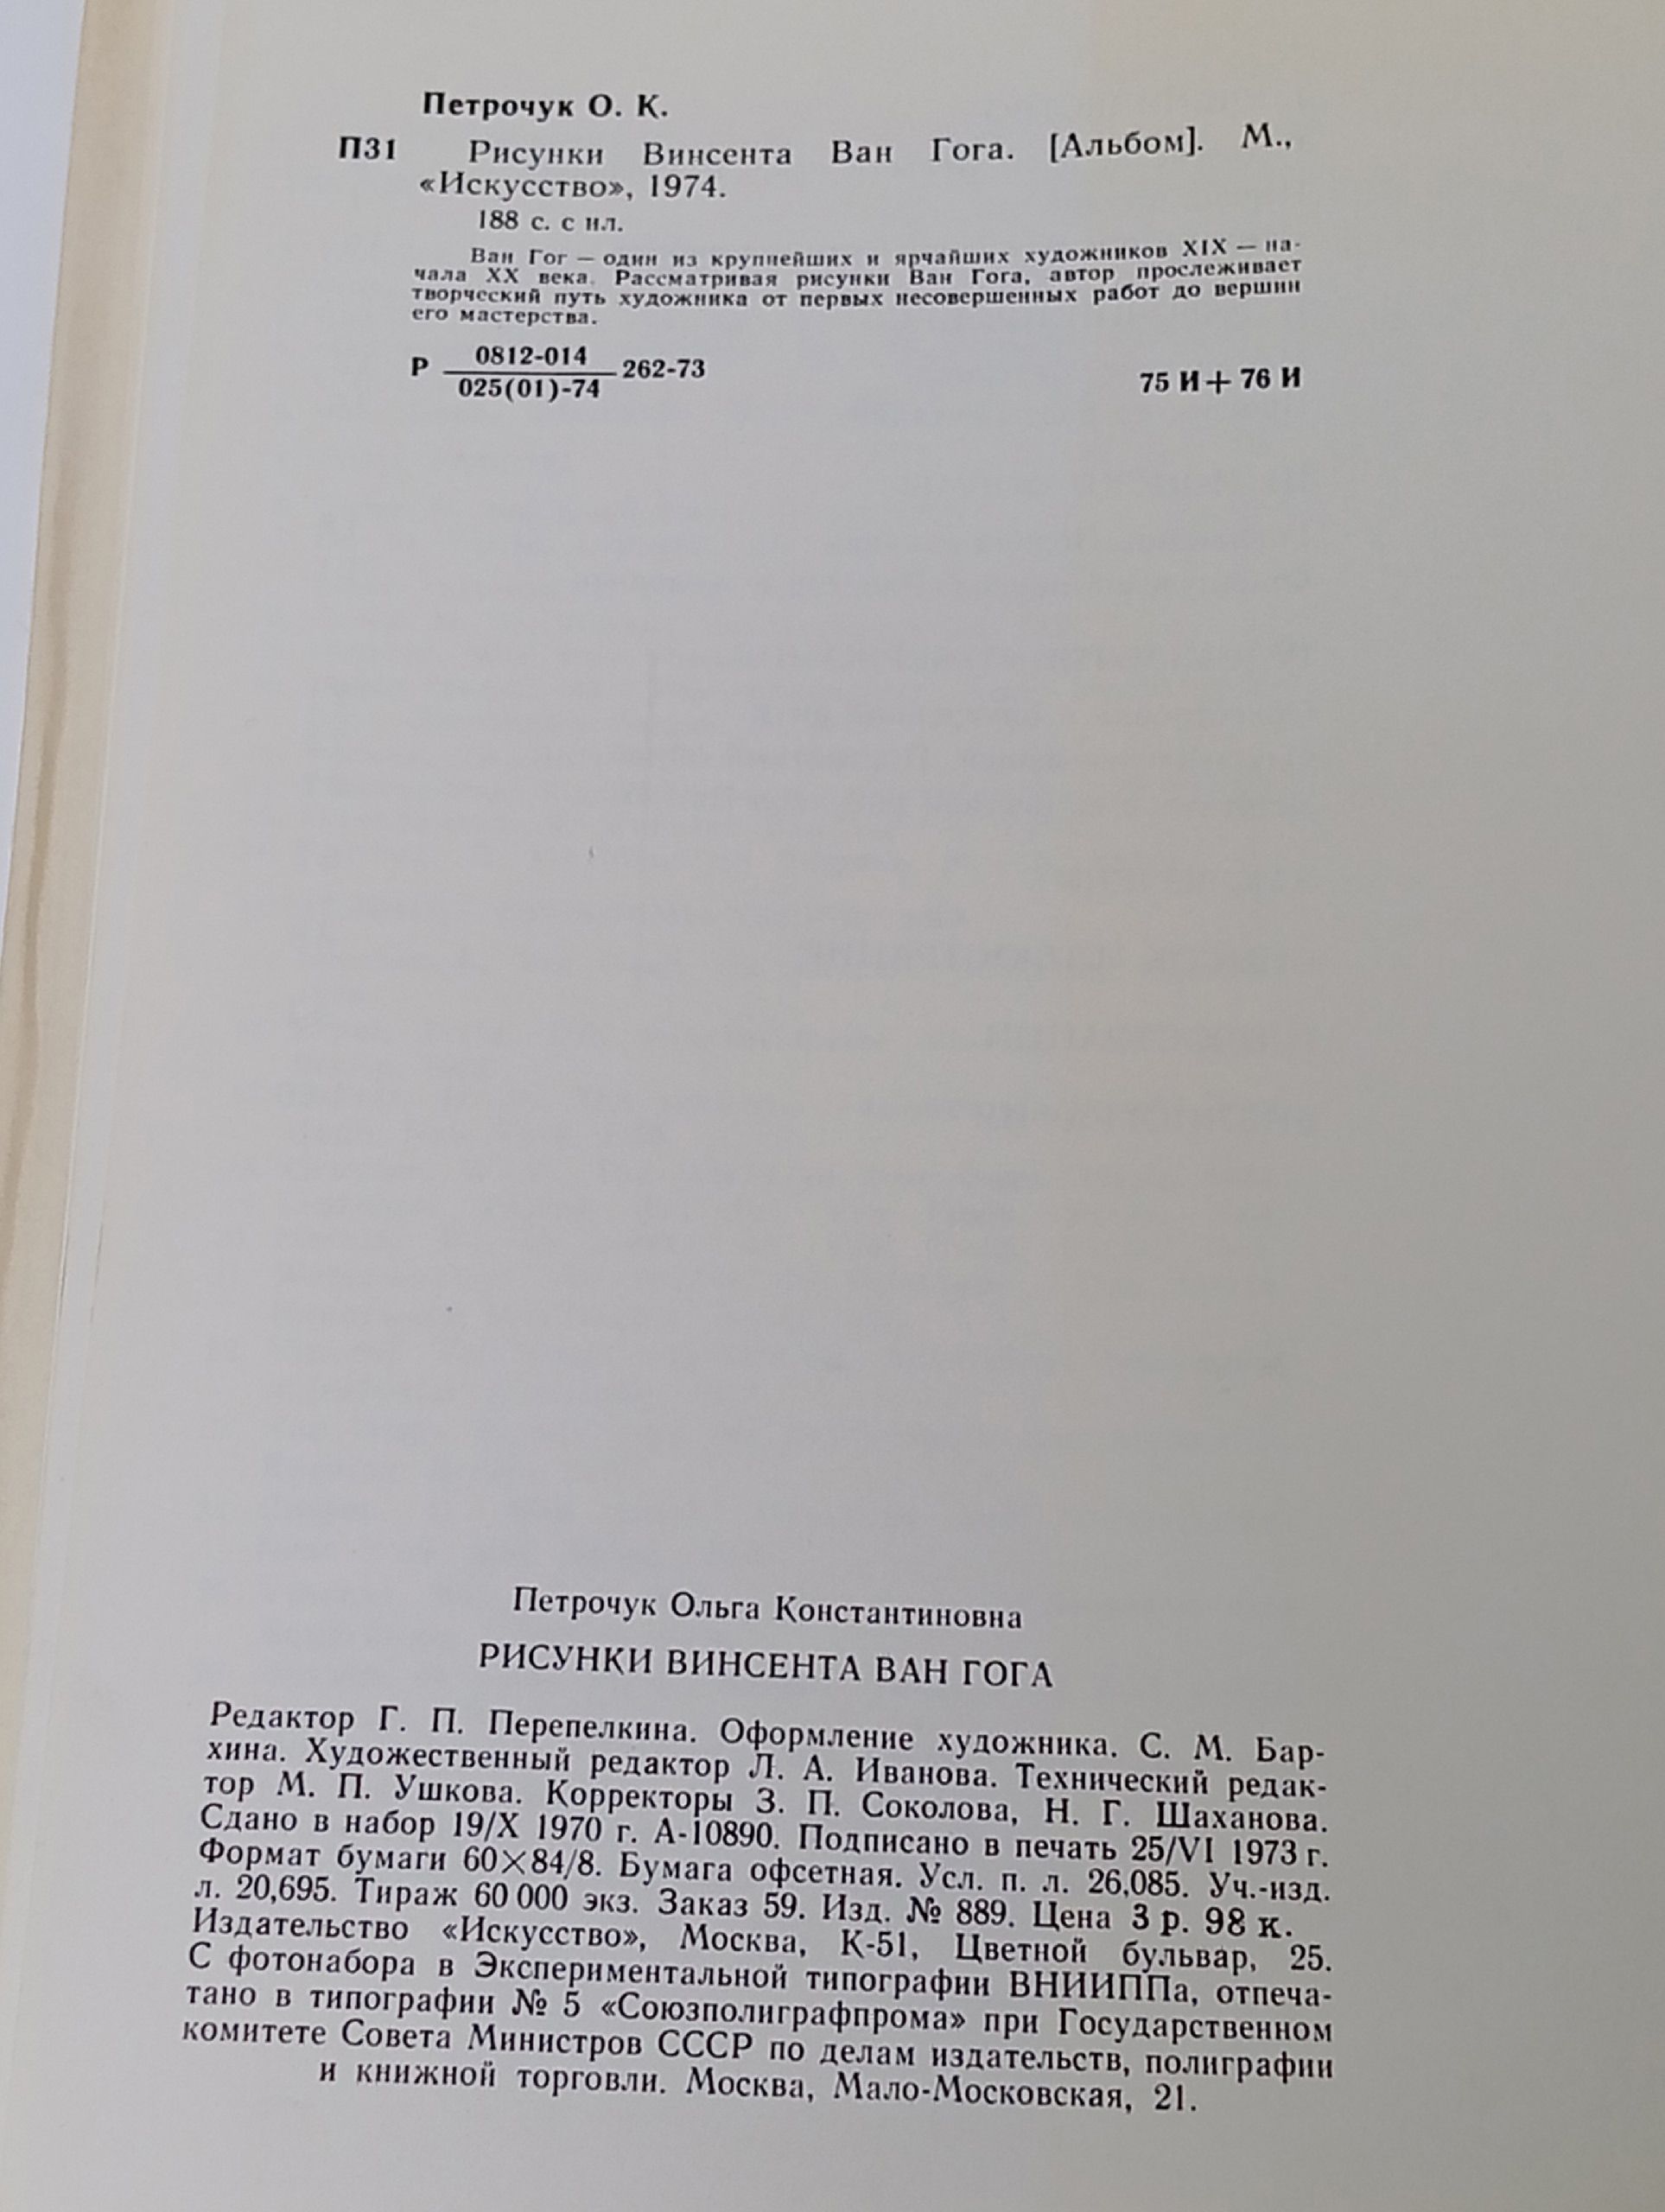 Петрочук О. К.
П31 Рисунки Винсента Ван Гога. [Альбом]. М.,
«Искусство», 1974.
188 с. с ил.
Ван Гог — один из крупнейших и ярчайших художников XIX — на-
чала XX века. Рассматривая рисунки Ван Гога, автор прослеживает
творческий путь художника от первых несовершенных работ до вершин
его мастерства.
Р 0812-014 262-73 75 И + 76 И
025(01)-74
Петрочук Ольга Константиновна
РИСУНКИ ВИНСЕНТА ВАН ГОГА
Редактор Г. П. Перепелкина. Оформление художника. С. М. Бар-
хина. Художественный редактор Л. А. Иванова. Технический редак-
тор М. П. Ушкова. Корректоры З. П. Соколова, Н. Г. Шаханова.
Сдано в набор 19/X 1970 г. А-10890. Подписано в печать 25/VI 1973 г.
Формат бумаги 60×84/8. Бумага офсетная. Усл. п. л. 26,085. Уч.-изд.
л. 20,695. Тираж 60 000 экз. Заказ 59. Изд. № 889. Цена 3 р. 98 к.
Издательство «Искусство», Москва, К-51, Цветной бульвар, 25.
С фотонабора в Экспериментальной типографии ВНИИППа, отпеча-
тано в типографии № 5 «Союзполиграфпрома» при Государственном
комитете Совета Министров СССР по делам издательств, полиграфии
и книжной торговли. Москва, Мало-Московская, 21.